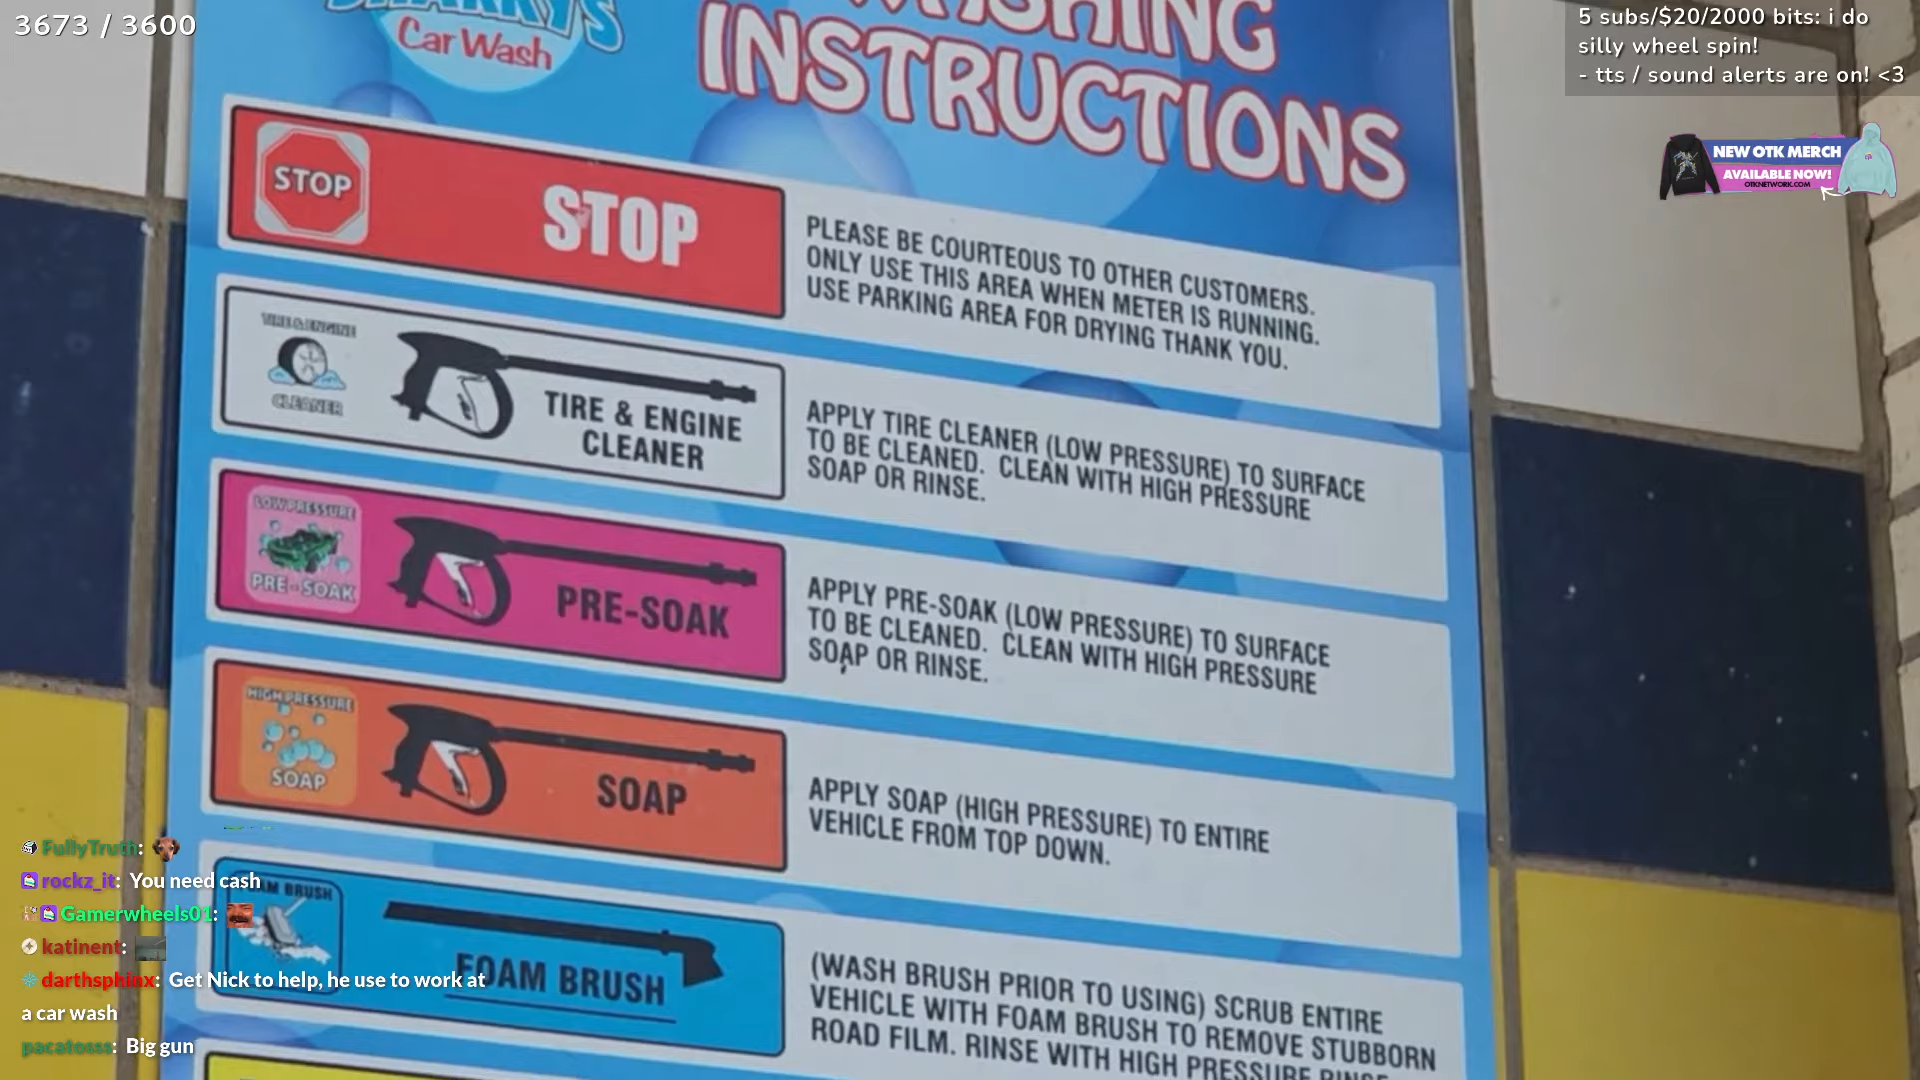 3673 / 3600
5 subs/$20/2000 bits: i do
silly wheel spin!
- tts / sound alerts are on! <3
NEW OTK MERCH
AVAILABLE NOW!
OTKNETWORK.COM
SHARKY'S
Car Wash
WASHING
INSTRUCTIONS
STOP
STOP
PLEASE BE COURTEOUS TO OTHER CUSTOMERS.
ONLY USE THIS AREA WHEN METER IS RUNNING.
USE PARKING AREA FOR DRYING THANK YOU.
TIRE & ENGINE
CLEANER
TIRE & ENGINE
CLEANER
APPLY TIRE CLEANER (LOW PRESSURE) TO SURFACE
TO BE CLEANED. CLEAN WITH HIGH PRESSURE
SOAP OR RINSE.
LOW PRESSURE
PRE-SOAK
PRE-SOAK
APPLY PRE-SOAK (LOW PRESSURE) TO SURFACE
TO BE CLEANED. CLEAN WITH HIGH PRESSURE
SOAP OR RINSE.
HIGH PRESSURE
SOAP
SOAP
APPLY SOAP (HIGH PRESSURE) TO ENTIRE
VEHICLE FROM TOP DOWN.
FOAM BRUSH
FOAM BRUSH
(WASH BRUSH PRIOR TO USING) SCRUB ENTIRE
VEHICLE WITH FOAM BRUSH TO REMOVE STUBBORN
ROAD FILM. RINSE WITH HIGH PRESSURE RINSE
FullyTruth:
rockz_it: You need cash
Gamerwheels01:
katinent:
darthsphinx: Get Nick to help, he use to work at
a car wash
pacatosss: Big gun